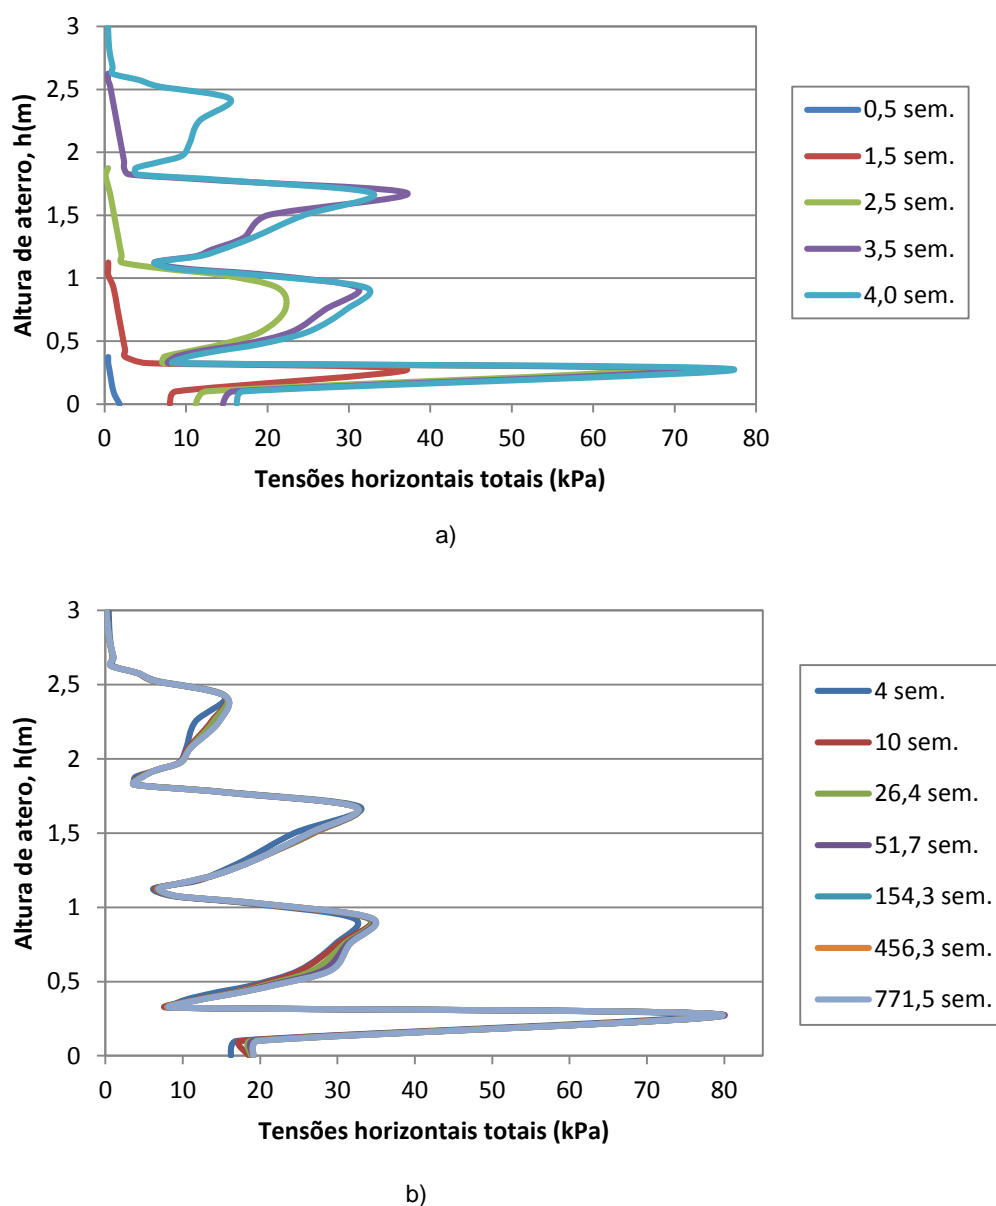 3
2,5
2
1,5
1
0,5
0
Altura de aterro, h(m)
0 10 20 30 40 50 60 70 80
Tensões horizontais totais (kPa)
0,5 sem.
1,5 sem.
2,5 sem.
3,5 sem.
4,0 sem.
a)
3
2,5
2
1,5
1
0,5
0
Altura de atero, h(m)
0 10 20 30 40 50 60 70 80
Tensões horizontais totais (kPa)
4 sem.
10 sem.
26,4 sem.
51,7 sem.
154,3 sem.
456,3 sem.
771,5 sem.
b)